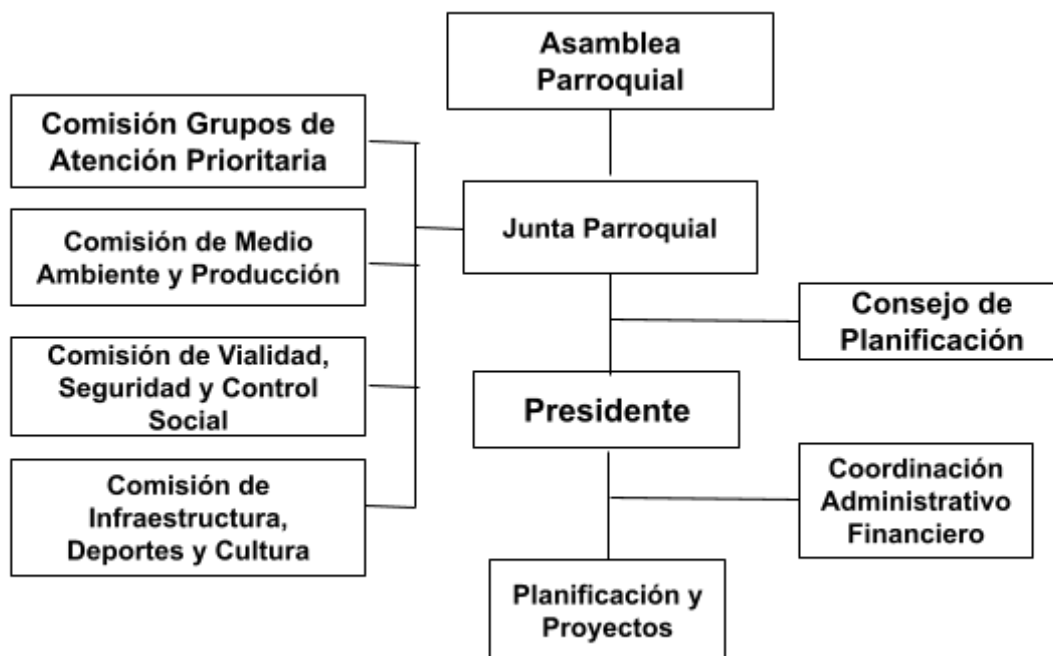 Asamblea
Parroquial
Comisión Grupos de
Atención Prioritaria
Junta Parroquial
Comisión de Medio
Ambiente y Producción
Consejo de
Planificación
Comisión de Vialidad,
Seguridad y Control
Social
Presidente
Comisión de
Infraestructura,
Deportes y Cultura
Coordinación
Administrativo
Financiero
Planificación y
Proyectos